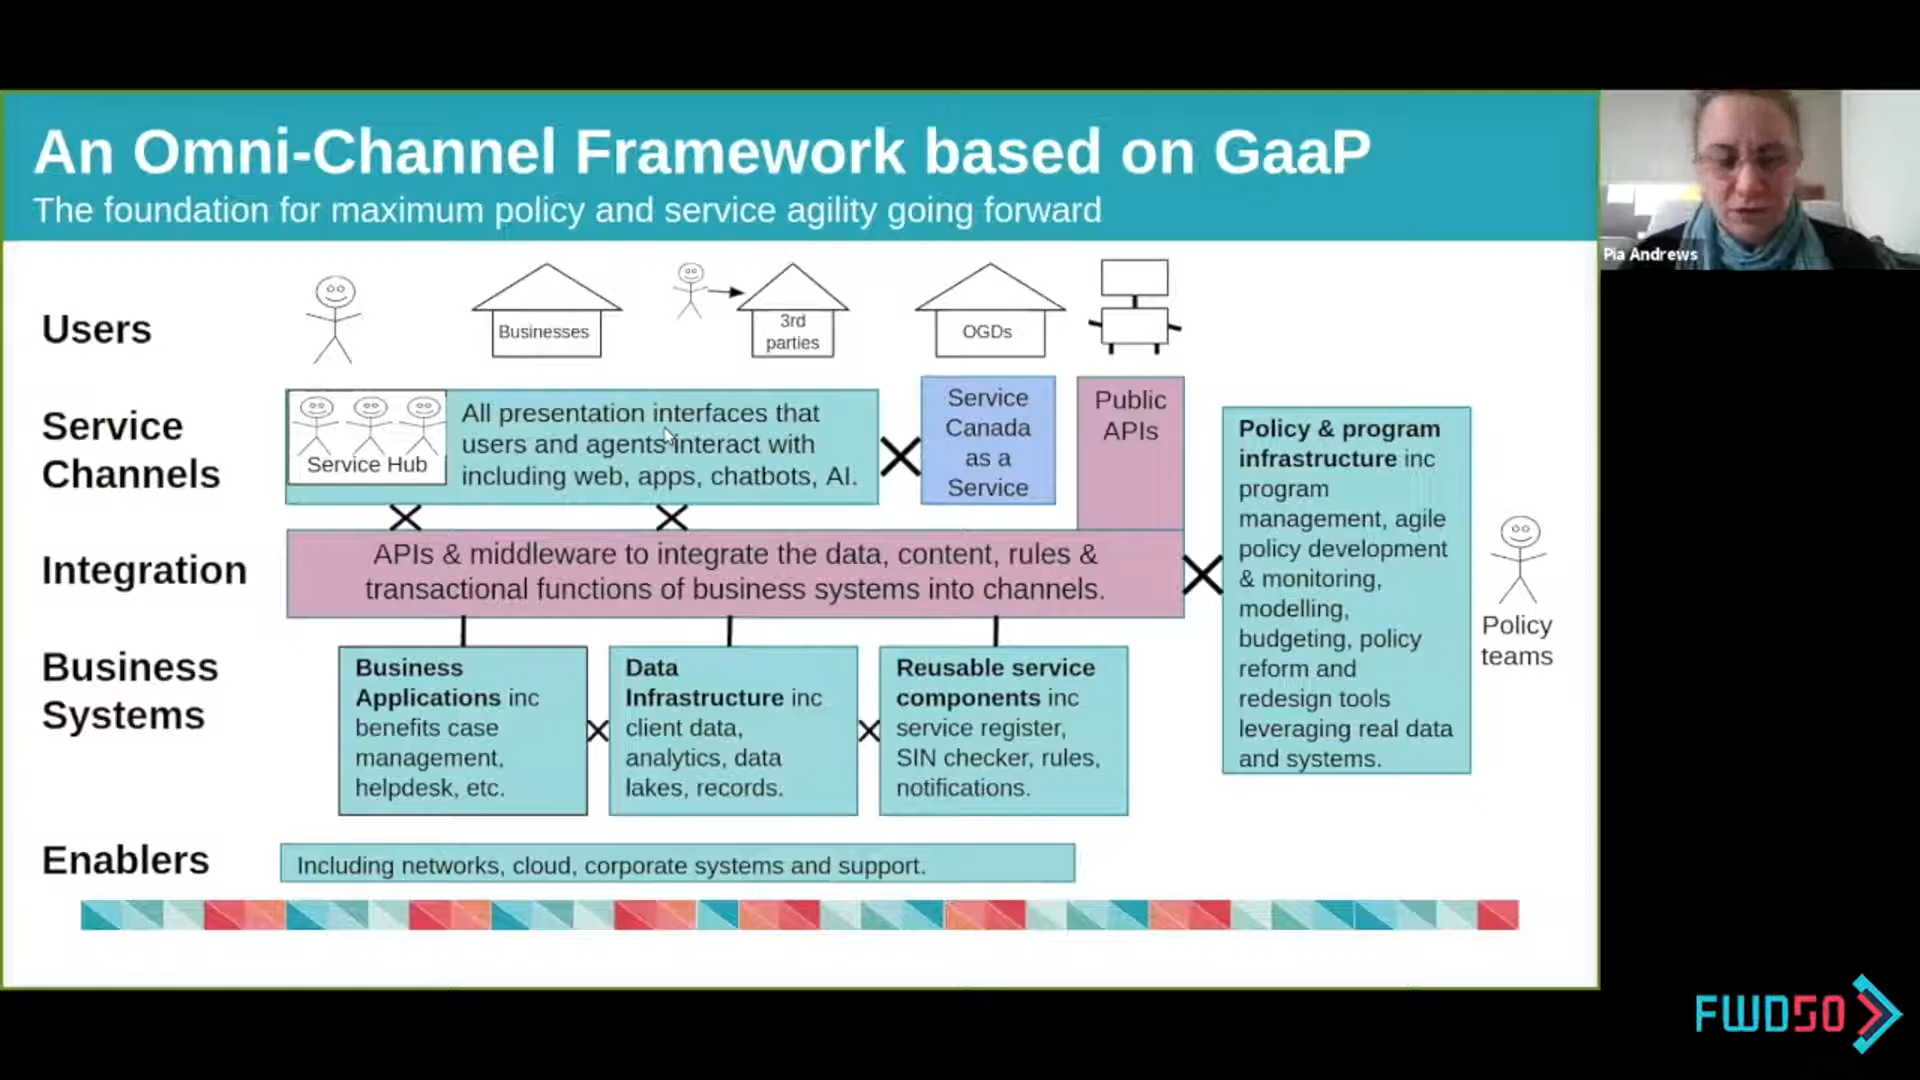 An Omni-Channel Framework based on GaaP
The foundation for maximum policy and service agility going forward
Pia Andrews
Users
Businesses
3rd
parties
OGDs
Service
Channels
Service Hub
All presentation interfaces that
users and agents interact with
including web, apps, chatbots, AI.
Service
Canada
as a
Service
Public
APIs
Integration
APIs & middleware to integrate the data, content, rules &
transactional functions of business systems into channels.
Policy & program
infrastructure inc
program
management, agile
policy development
& monitoring,
modelling,
budgeting, policy
reform and
redesign tools
leveraging real data
and systems.
Policy
teams
Business
Systems
Business
Applications inc
benefits case
management,
helpdesk, etc.
Data
Infrastructure inc
client data,
analytics, data
lakes, records.
Reusable service
components inc
service register,
SIN checker, rules,
notifications.
Enablers
Including networks, cloud, corporate systems and support.
FWD50